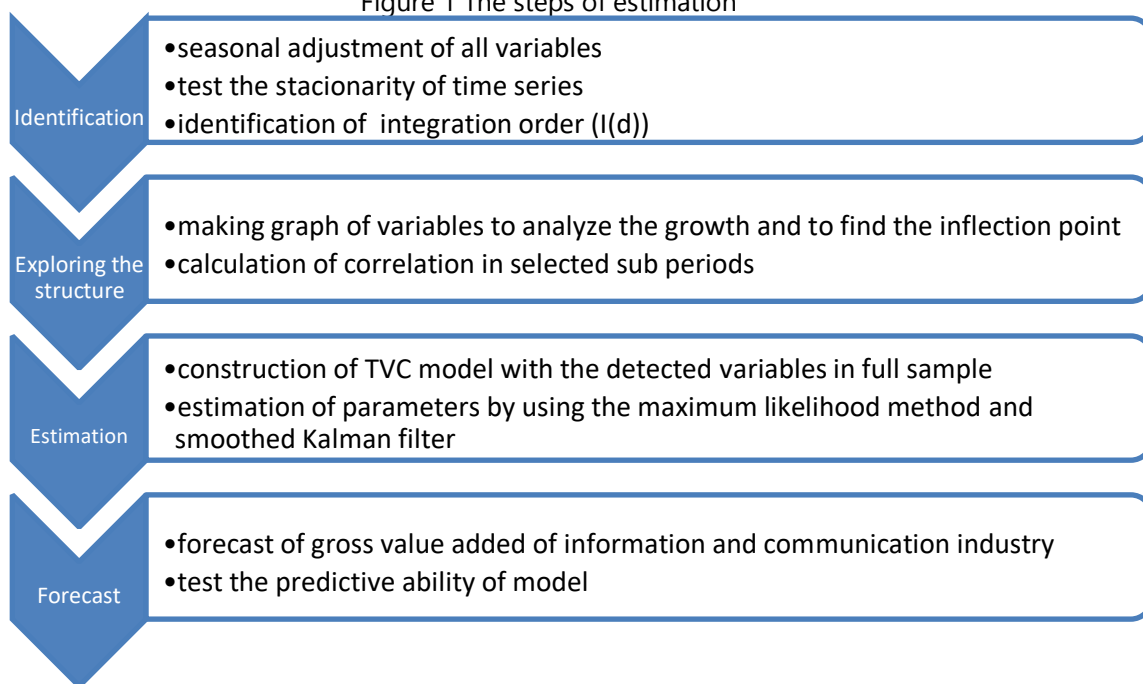 Figure 1 The steps of estimation
Identification
•seasonal adjustment of all variables
•test the stacionarity of time series
•identification of integration order (I(d))
Exploring the
structure
•making graph of variables to analyze the growth and to find the inflection point
•calculation of correlation in selected sub periods
Estimation
•construction of TVC model with the detected variables in full sample
•estimation of parameters by using the maximum likelihood method and
smoothed Kalman filter
Forecast
•forecast of gross value added of information and communication industry
•test the predictive ability of model